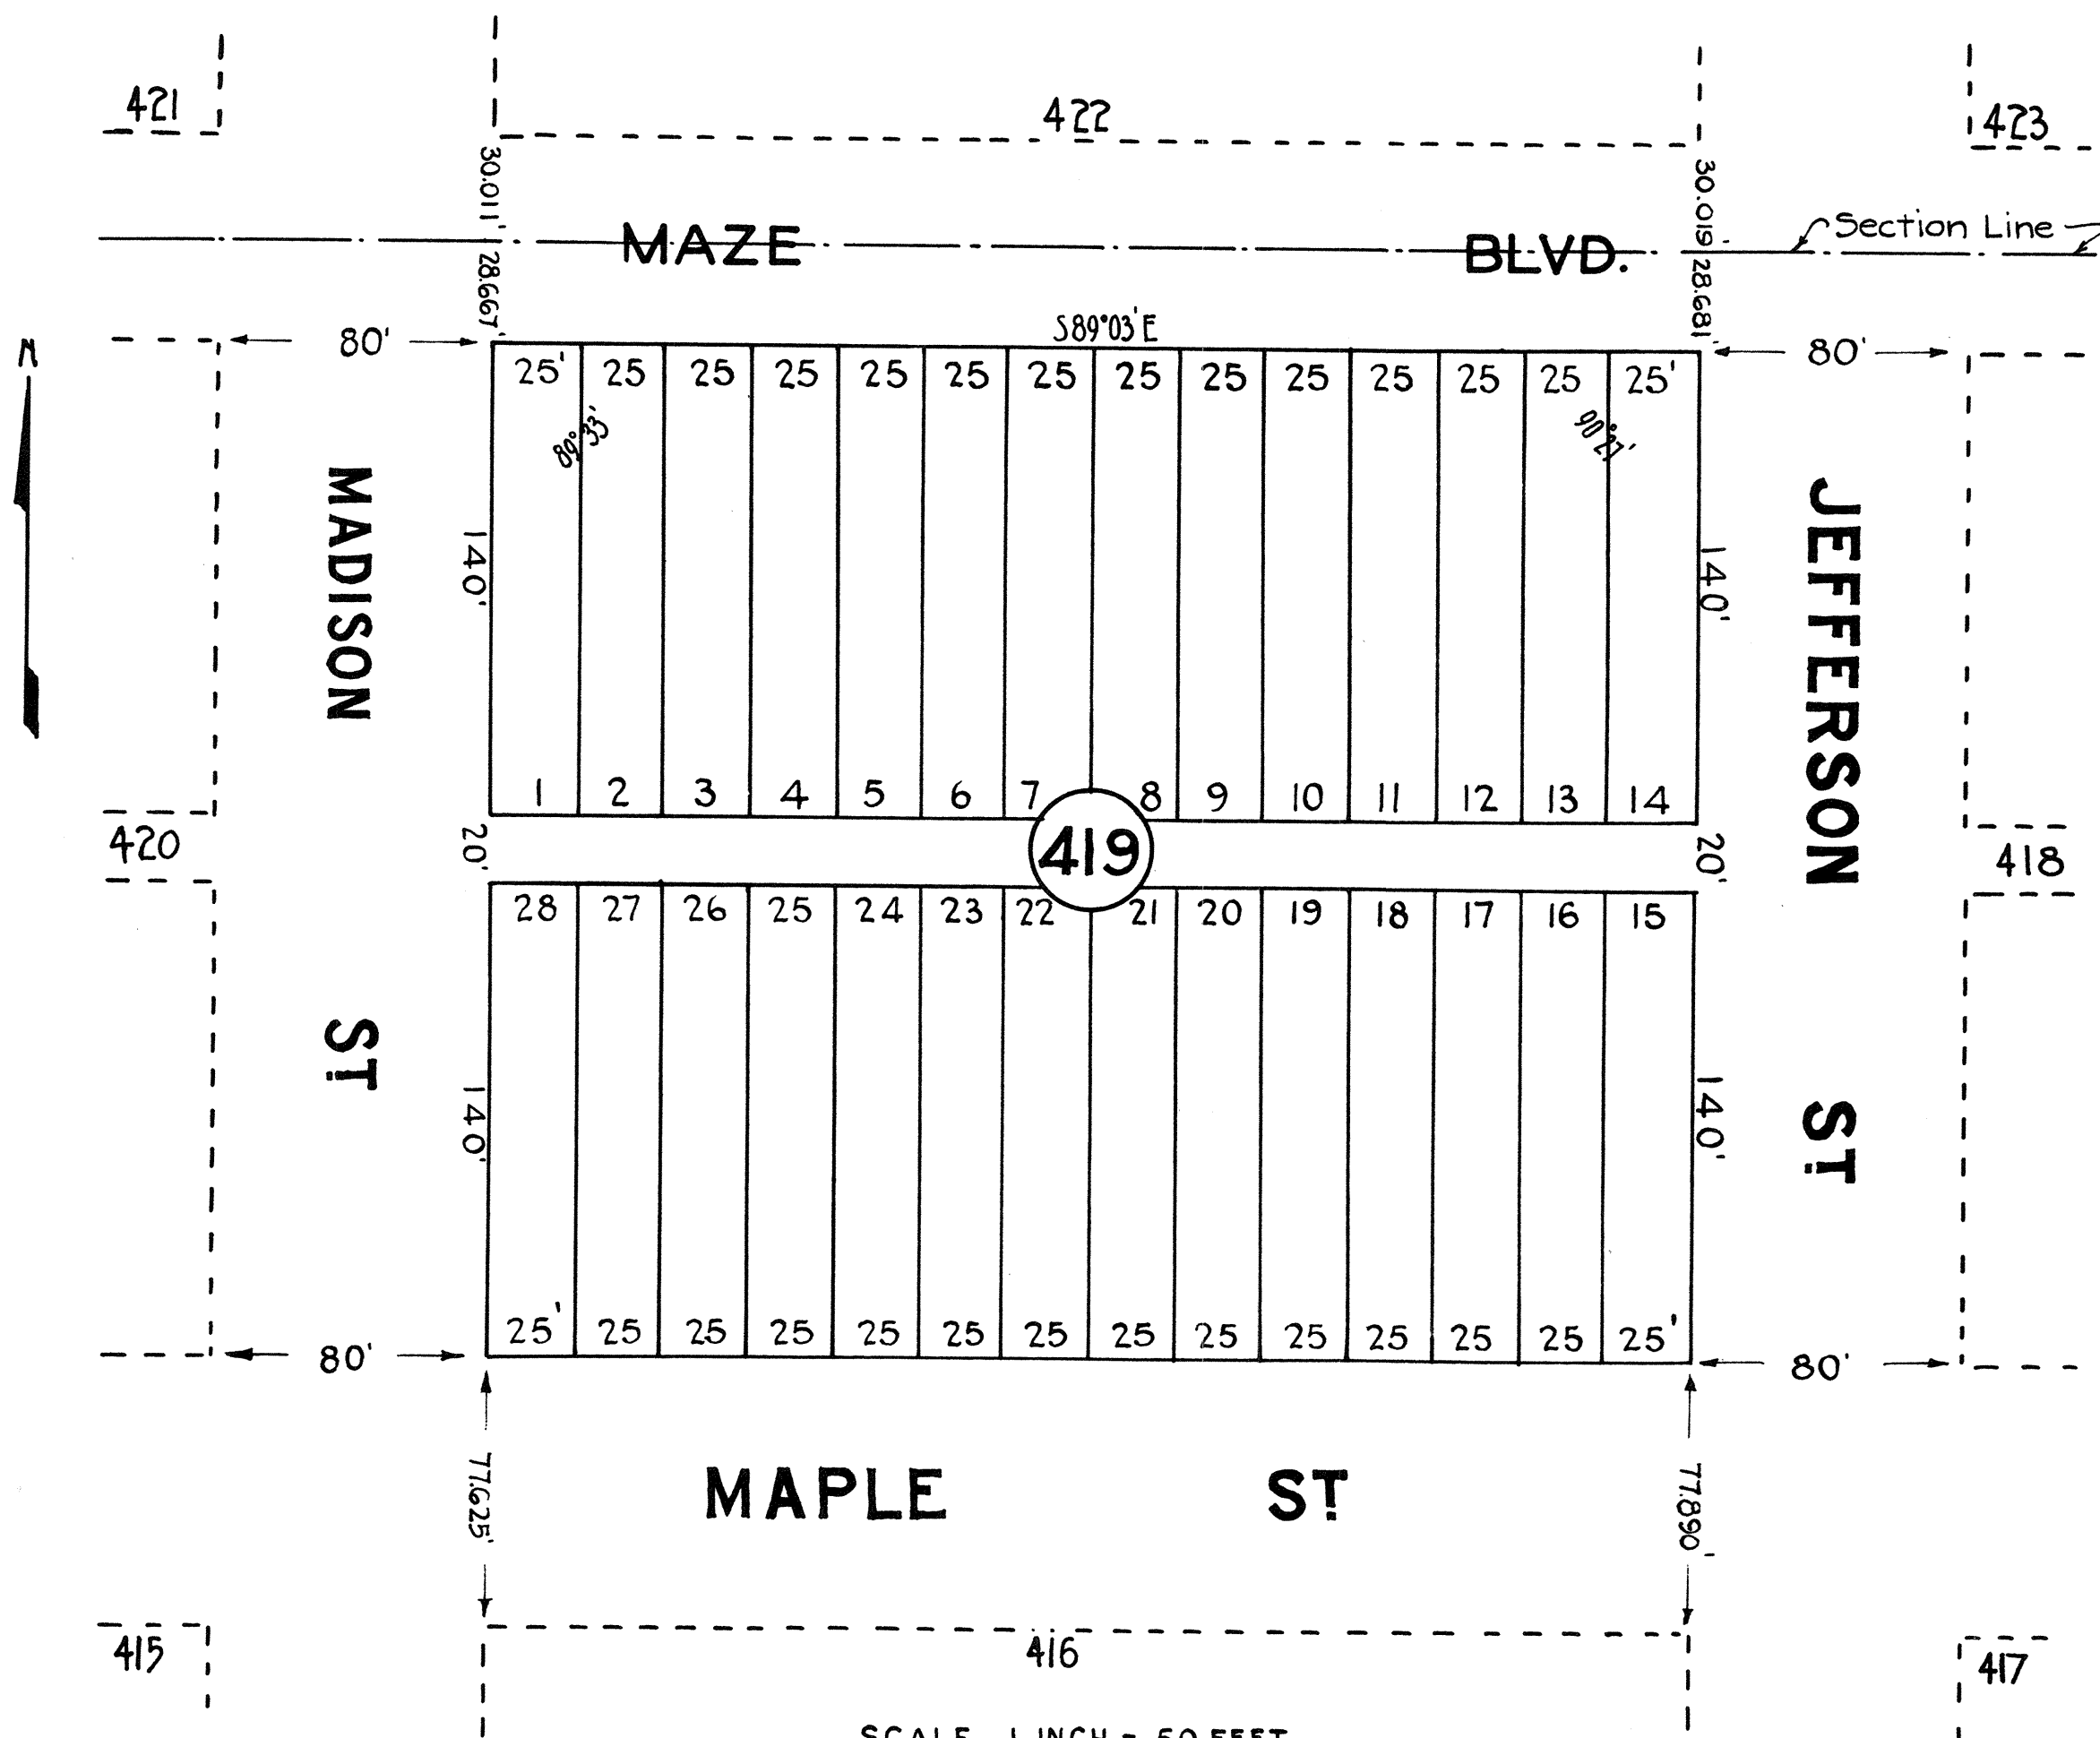 421
422
423
30.011'
30.019'
MAZE BLVD.
Section Line
28.667'
28.681'
S89°03'E
N
80'
80'
25' 25 25 25 25 25 25 25 25 25 25 25 25 25'
89°33'
90°27'
MADISON ST.
JEFFERSON ST.
140'
140'
1 2 3 4 5 6 7 8 9 10 11 12 13 14
420
20'
419
20'
418
28 27 26 25 24 23 22 21 20 19 18 17 16 15
140'
140'
25' 25 25 25 25 25 25 25 25 25 25 25 25 25'
80'
80'
77.625'
MAPLE ST.
77.890'
415
416
417
SCALE 1 INCH = 50 FEET